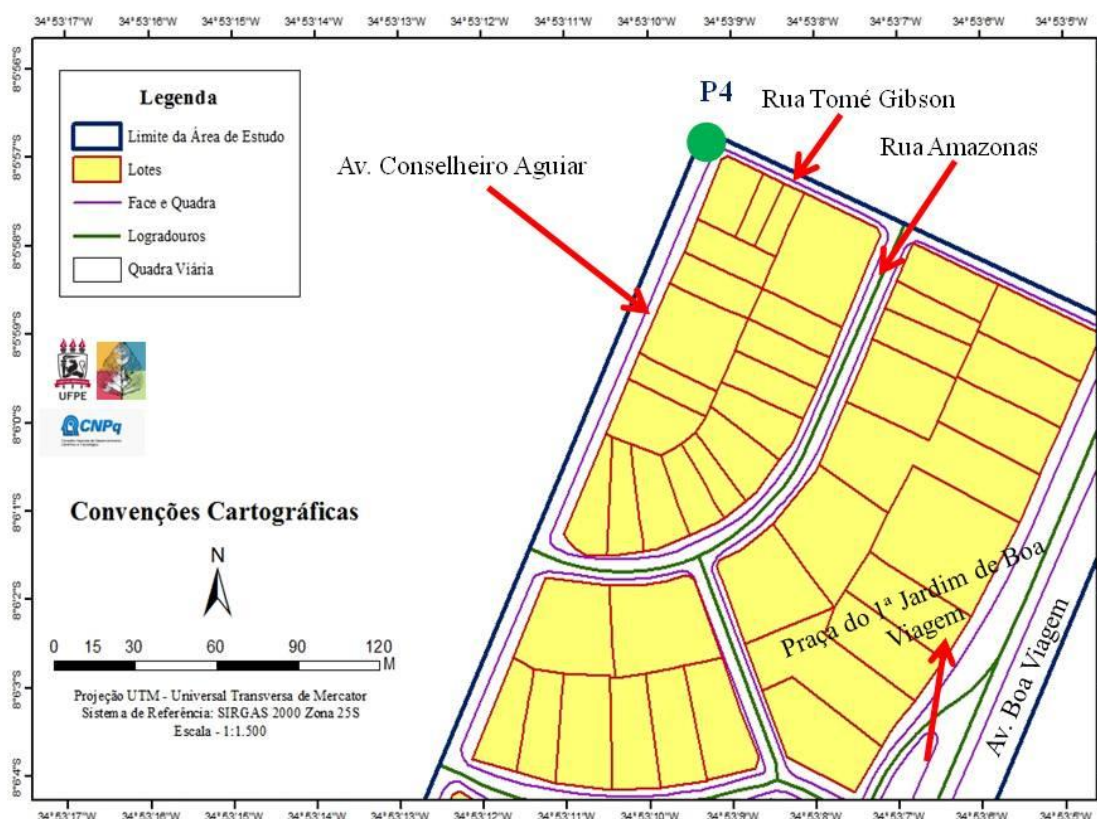 34°53'17"W 34°53'16"W 34°53'15"W 34°53'14"W 34°53'13"W 34°53'12"W 34°53'11"W 34°53'10"W 34°53'9"W 34°53'8"W 34°53'7"W 34°53'6"W 34°53'5"W
8°5'56"S
8°5'57"S
8°5'58"S
8°5'59"S
8°6'0"S
8°6'1"S
8°6'2"S
8°6'3"S
8°6'4"S
Legenda
Limite da Área de Estudo
Lotes
Face e Quadra
Logradouros
Quadra Viária
P4
Rua Tomé Gibson
Rua Amazonas
Av. Conselheiro Aguiar
UFPE
CNPq
Convenções Cartográficas
N
0 15 30 60 90 120
M
Projeção UTM - Universal Transversa de Mercator
Sistema de Referência: SIRGAS 2000 Zona 25S
Escala - 1:1.500
Praça do 1ª Jardim de Boa
Viagem
Av. Boa Viagem
34°53'17"W 34°53'16"W 34°53'15"W 34°53'14"W 34°53'13"W 34°53'12"W 34°53'11"W 34°53'10"W 34°53'9"W 34°53'8"W 34°53'7"W 34°53'6"W